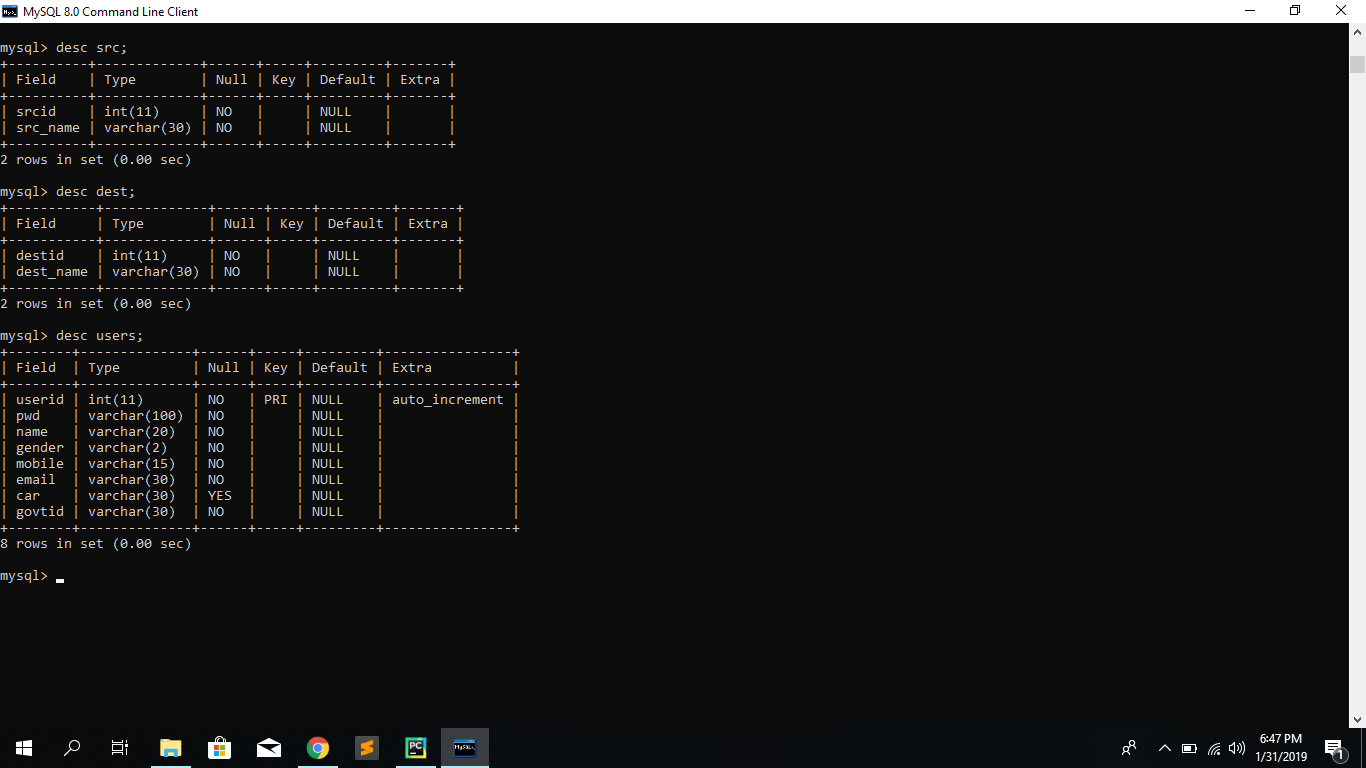 MySQL 8.0 Command Line Client
mysql> desc src;
+----------+-------------+------+-----+---------+-------+
| Field    | Type        | Null | Key | Default | Extra |
+----------+-------------+------+-----+---------+-------+
| srcid    | int(11)     | NO   |     | NULL    |       |
| src_name | varchar(30) | NO   |     | NULL    |       |
+----------+-------------+------+-----+---------+-------+
2 rows in set (0.00 sec)
mysql> desc dest;
+-----------+-------------+------+-----+---------+-------+
| Field     | Type        | Null | Key | Default | Extra |
+-----------+-------------+------+-----+---------+-------+
| destid    | int(11)     | NO   |     | NULL    |       |
| dest_name | varchar(30) | NO   |     | NULL    |       |
+-----------+-------------+------+-----+---------+-------+
2 rows in set (0.00 sec)
mysql> desc users;
+--------+--------------+------+-----+---------+----------------+
| Field  | Type         | Null | Key | Default | Extra          |
+--------+--------------+------+-----+---------+----------------+
| userid | int(11)      | NO   | PRI | NULL    | auto_increment |
| pwd    | varchar(100) | NO   |     | NULL    |                |
| name   | varchar(20)  | NO   |     | NULL    |                |
| gender | varchar(2)   | NO   |     | NULL    |                |
| mobile | varchar(15)  | NO   |     | NULL    |                |
| email  | varchar(30)  | NO   |     | NULL    |                |
| car    | varchar(30)  | YES  |     | NULL    |                |
| govtid | varchar(30)  | NO   |     | NULL    |                |
+--------+--------------+------+-----+---------+----------------+
8 rows in set (0.00 sec)
mysql> _
PC
MySQL
6:47 PM
1/31/2019
1